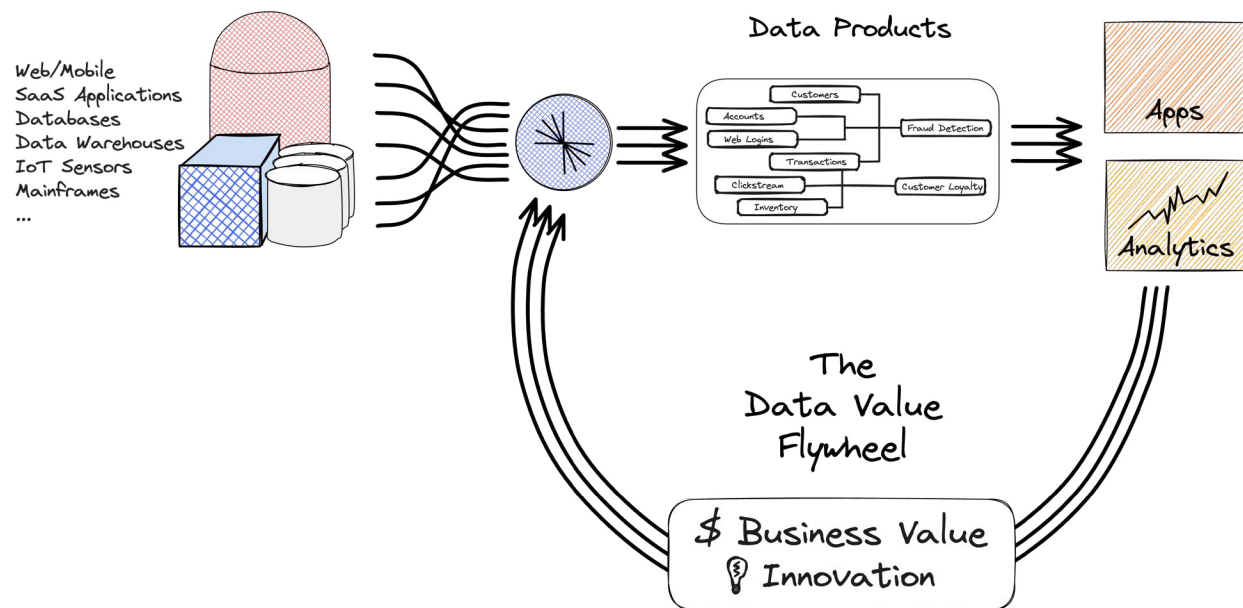 Web/Mobile
SaaS Applications
Databases
Data Warehouses
IoT Sensors
Mainframes
...
Data Products
Customers
Accounts
Web Logins
Fraud Detection
Transactions
Clickstream
Customer Loyalty
Inventory
Apps
Analytics
The
Data Value
Flywheel
$ Business Value
Innovation